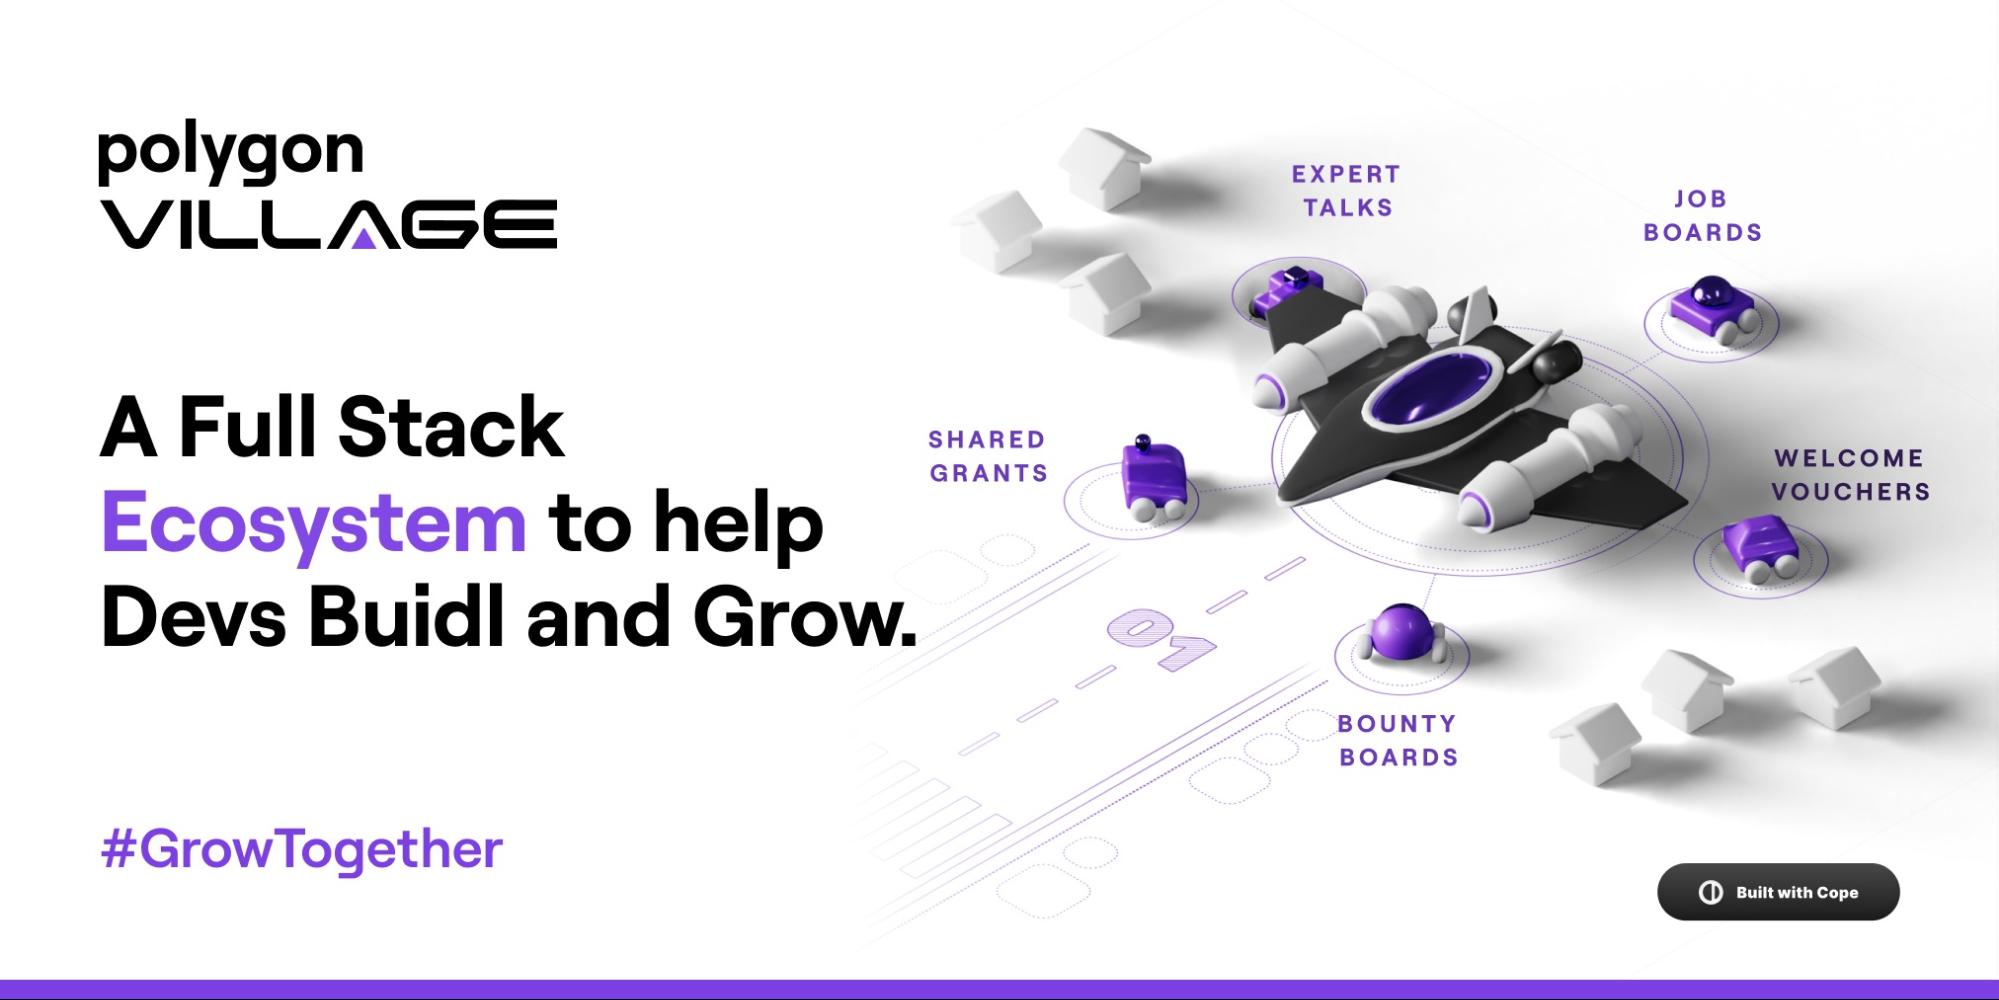 polygon
VILLAGE
A Full Stack
Ecosystem to help
Devs Buidl and Grow.
#GrowTogether
EXPERT
TALKS
JOB
BOARDS
SHARED
GRANTS
WELCOME
VOUCHERS
01
BOUNTY
BOARDS
Built with Cope